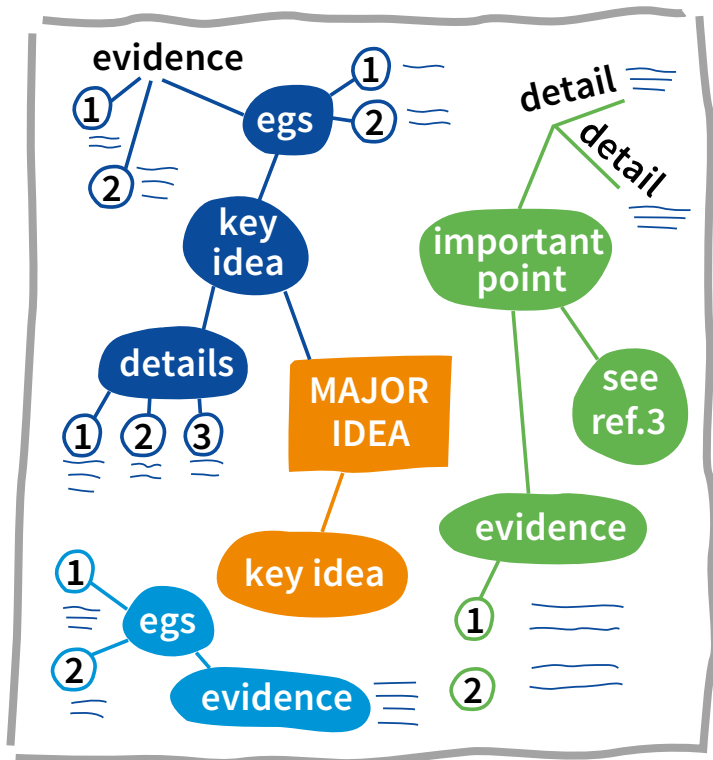 evidence
1
2
egs
1
2
key
idea
details
1
2
3
MAJOR
IDEA
key idea
1
2
egs
evidence
detail
detail
important
point
see
ref.3
evidence
1
2